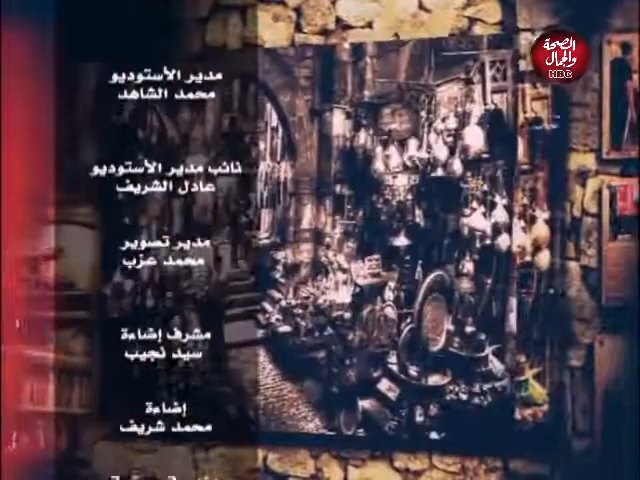 الصحة
والجمال
HBC
مدير الأستوديو
محمد الشاهد
نائب مدير الأستوديو
عادل الشريف
مدير تصوير
محمد عزب
مشرف إضاءة
سيد نجيب
إضاءة
محمد شريف